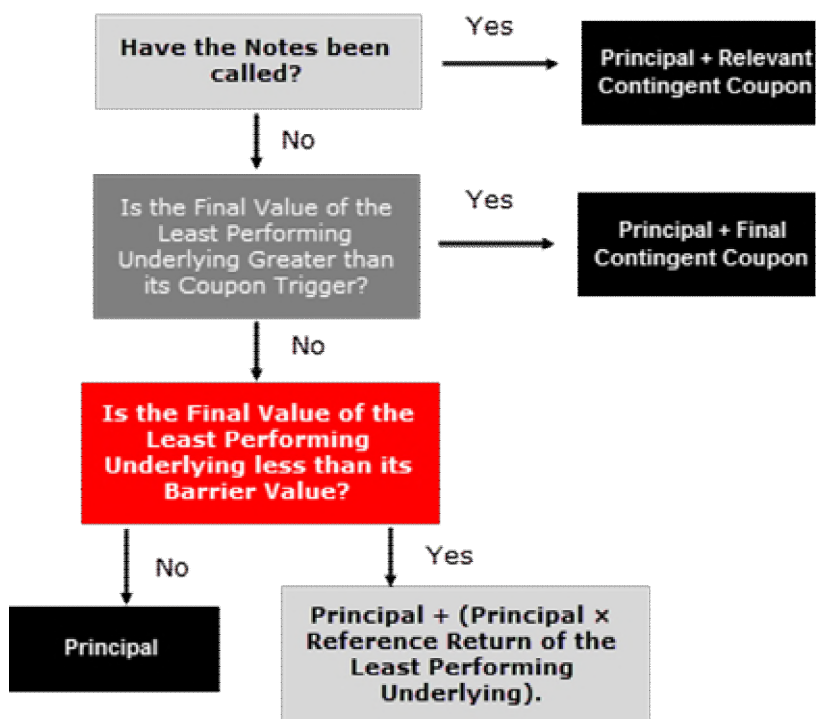 Have the Notes been
called?
Yes
Principal + Relevant
Contingent Coupon
No
Is the Final Value of the
Least Performing
Underlying Greater than
its Coupon Trigger?
Yes
Principal + Final
Contingent Coupon
No
Is the Final Value of the
Least Performing
Underlying less than its
Barrier Value?
No
Yes
Principal
Principal + (Principal ×
Reference Return of the
Least Performing
Underlying).